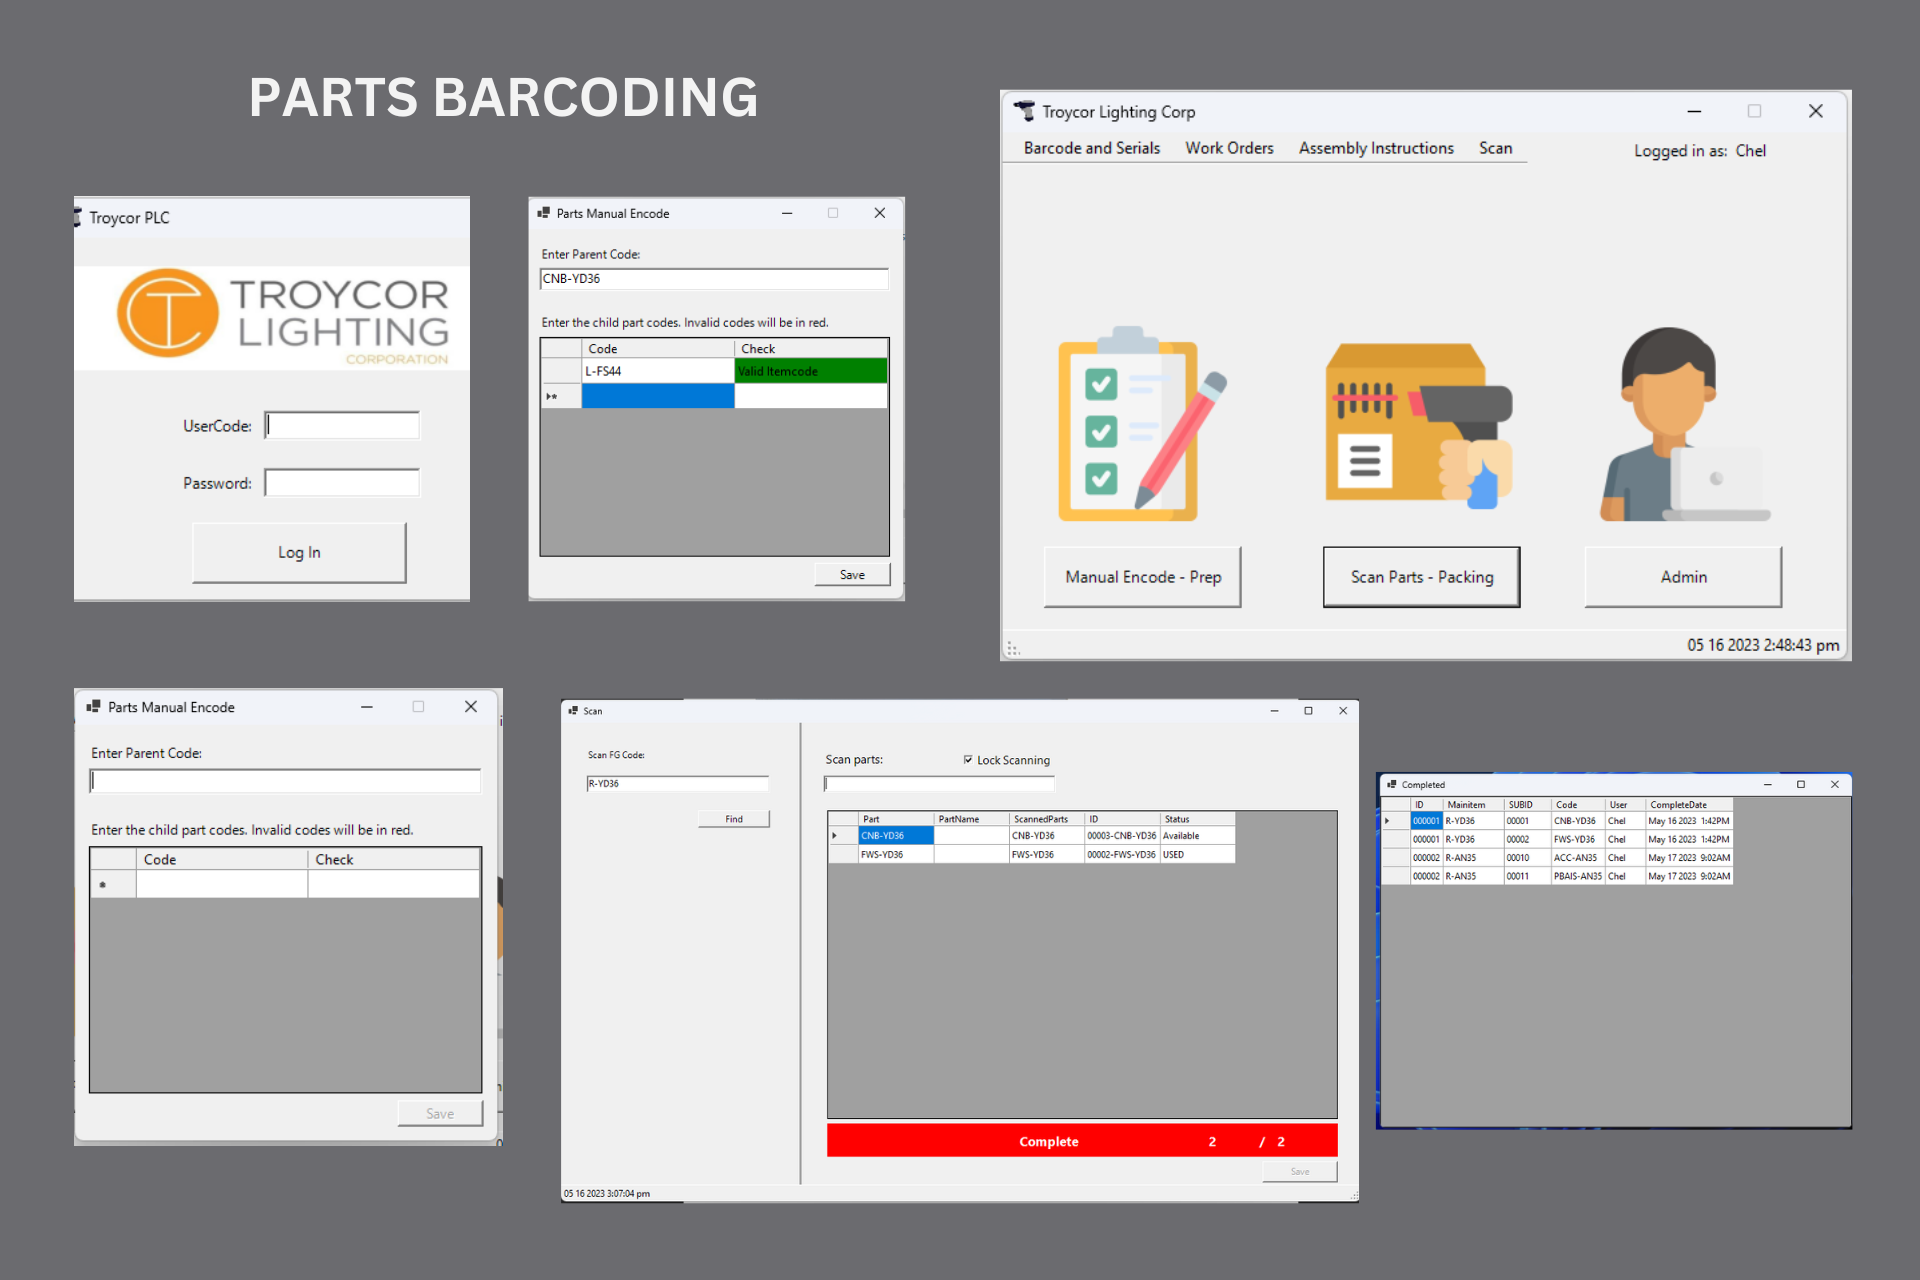 PARTS BARCODING
Troycor PLC
TROYCOR
LIGHTING
CORPORATION
UserCode:
Password:
Log In
Parts Manual Encode
Enter Parent Code:
CNB-YD36
Enter the child part codes. Invalid codes will be in red.
Code Check
L-FS44 Valid Itemcode
Save
Troycor Lighting Corp
Barcode and Serials Work Orders Assembly Instructions Scan Logged in as: Chel
Manual Encode - Prep Scan Parts - Packing Admin
05 16 2023 2:48:43 pm
Parts Manual Encode
Enter Parent Code:
Enter the child part codes. Invalid codes will be in red.
Code Check
Save
Scan
Scan FG Code:
R-YD36
Find
Scan parts: Lock Scanning
Part PartName ScannedParts ID Status
CNB-YD36 CNB-YD36 00003-CNB-YD36 Available
FWS-YD36 FWS-YD36 00002-FWS-YD36 USED
Complete 2 / 2
Save
05 16 2023 3:07:04 pm
Completed
ID Mainitem SUBID Code User CompleteDate
000001 R-YD36 00001 CNB-YD36 Chel May 16 2023 1:42PM
000001 R-YD36 00002 FWS-YD36 Chel May 16 2023 1:42PM
000002 R-AN35 00010 ACC-AN35 Chel May 17 2023 9:02AM
000002 R-AN35 00011 PBAIS-AN35 Chel May 17 2023 9:02AM